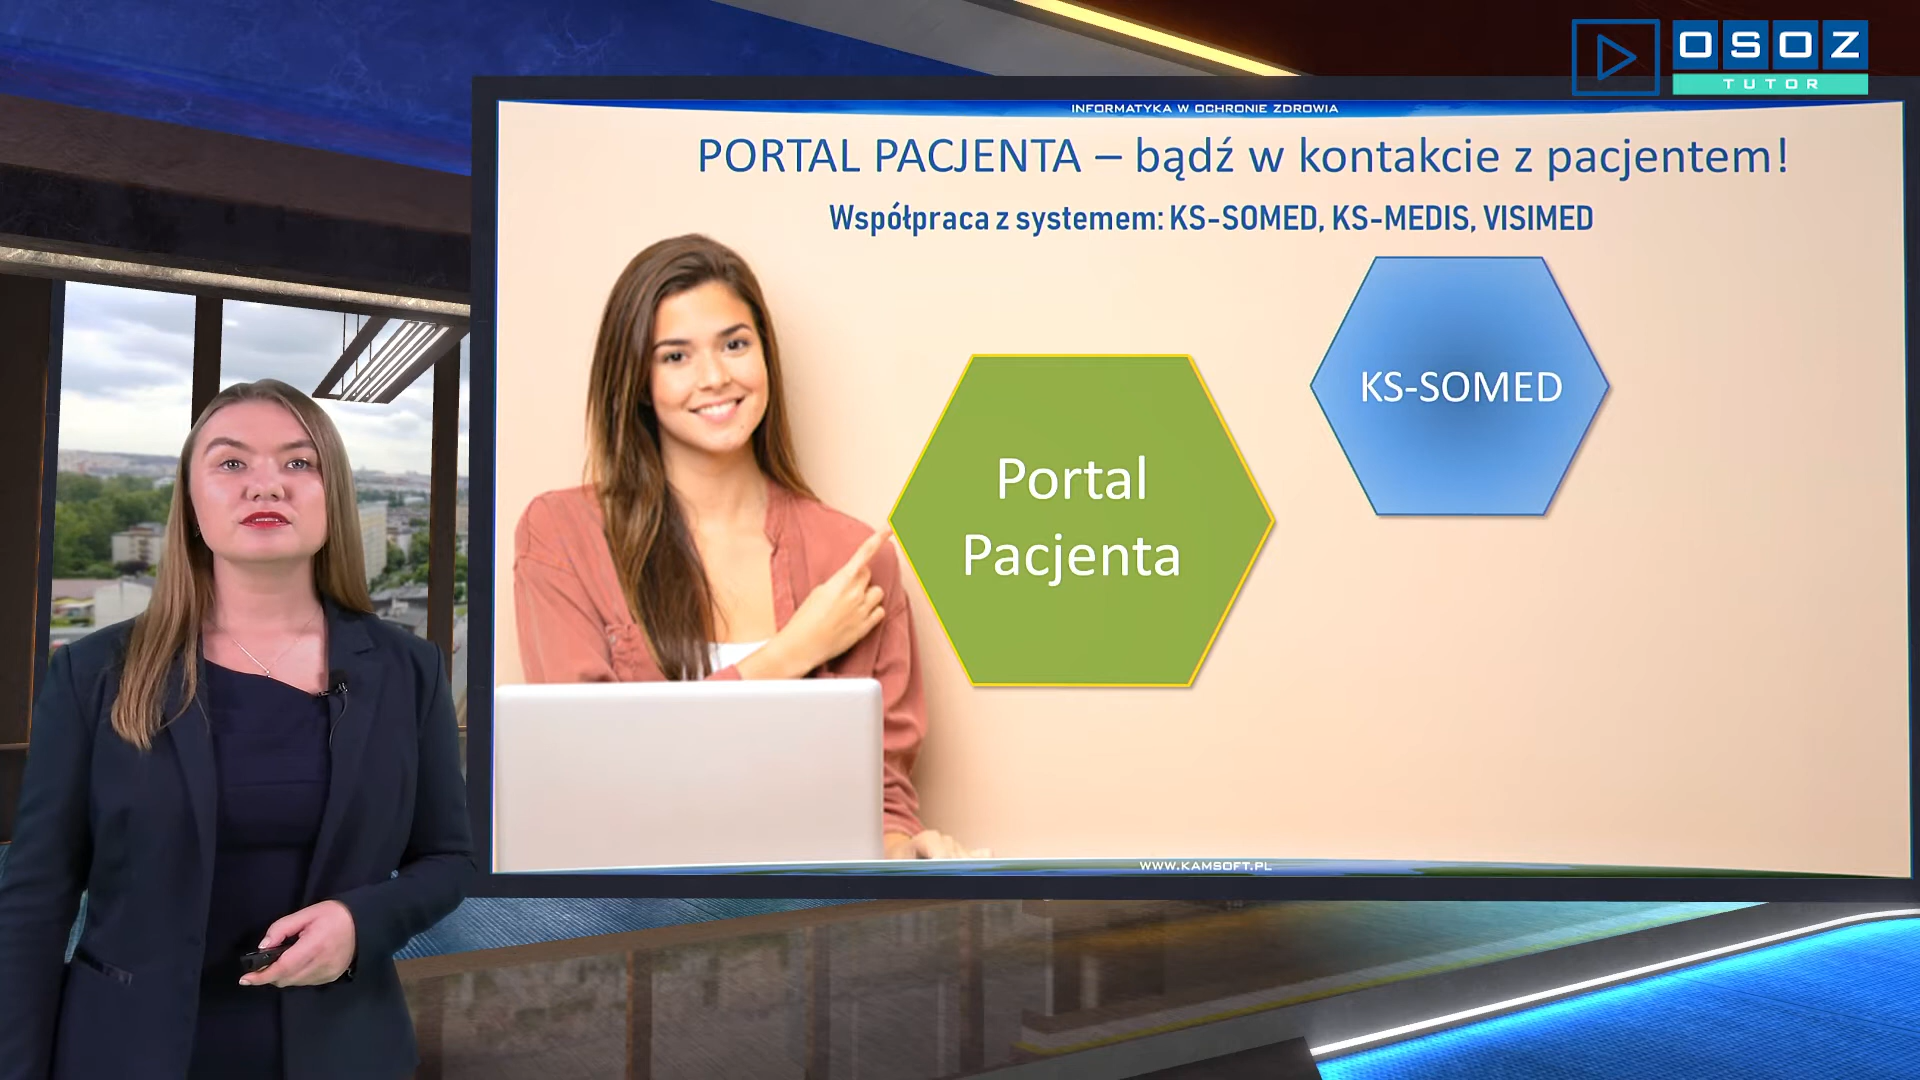 OSOZ
TUTOR
INFORMATYKA W OCHRONIE ZDROWIA
PORTAL PACJENTA – bądź w kontakcie z pacjentem!
Współpraca z systemem: KS-SOMED, KS-MEDIS, VISIMED
KS-SOMED
Portal
Pacjenta
WWW.KAMSOFT.PL